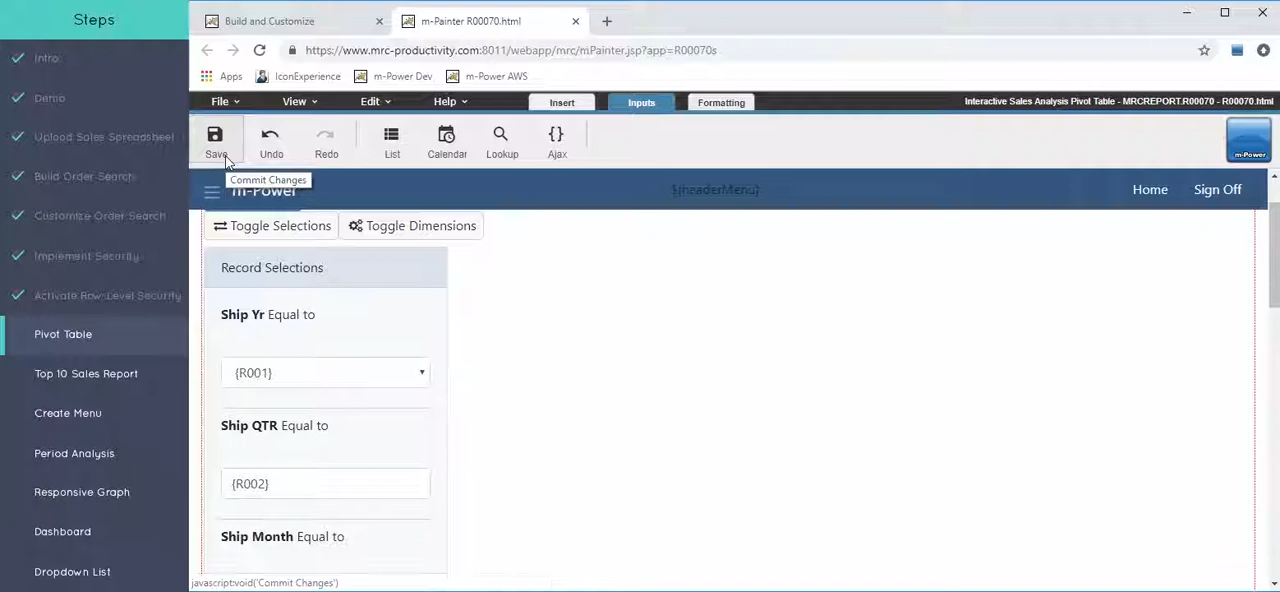 Steps
Intro
Demo
Upload Sales Spreadsheet
Build Order Search
Customize Order Search
Implement Security
Activate Row-Level Security
Pivot Table
Top 10 Sales Report
Create Menu
Period Analysis
Responsive Graph
Dashboard
Dropdown List
Build and Customize
m-Painter R00070.html
https://www.mrc-productivity.com:8011/webapp/mrc/mPainter.jsp?app=R00070s
Apps IconExperience m-Power Dev m-Power AWS
File View Edit Help Insert Inputs Formatting Interactive Sales Analysis Pivot Table - MRCREPORT.R00070 - R00070.html
Save Undo Redo List Calendar Lookup Ajax m-Power
Commit Changes
m-Power ${headerMenu} Home Sign Off
Toggle Selections Toggle Dimensions
Record Selections
Ship Yr Equal to
{R001}
Ship QTR Equal to
{R002}
Ship Month Equal to
javascript:void('Commit Changes')